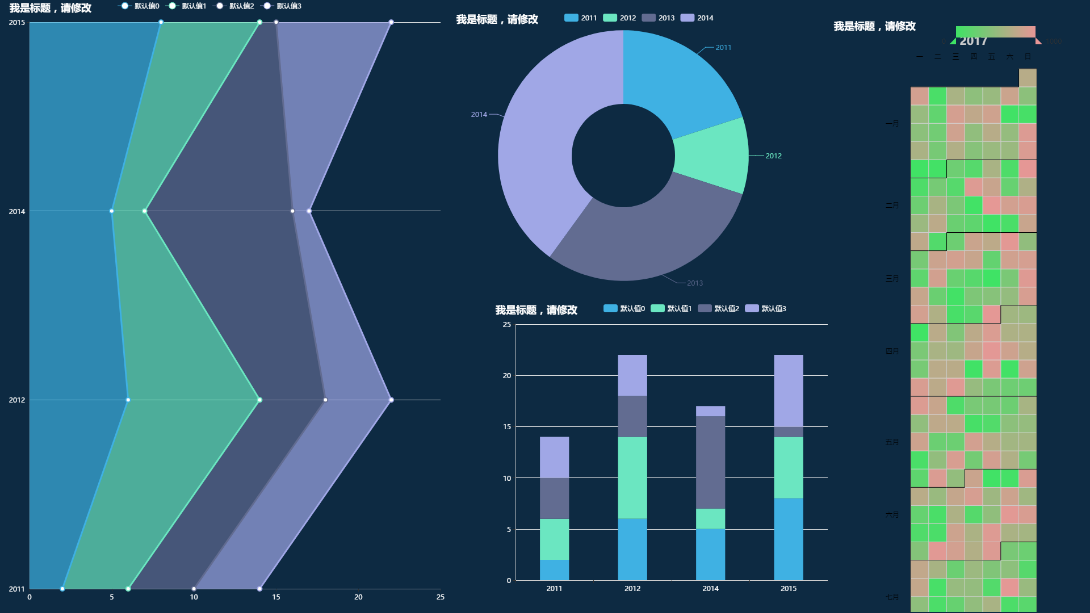 我是标题，请修改
默认值0 默认值1 默认值2 默认值3
2015
2014
2012
2011
0 5 10 15 20 25
我是标题，请修改
2011 2012 2013 2014
2011
2014
2012
2013
我是标题，请修改
默认值0 默认值1 默认值2 默认值3
25
20
15
10
5
0
2011 2012 2014 2015
我是标题，请修改
2017
一 二 三 四 五 六 日
一月
二月
三月
四月
五月
六月
七月